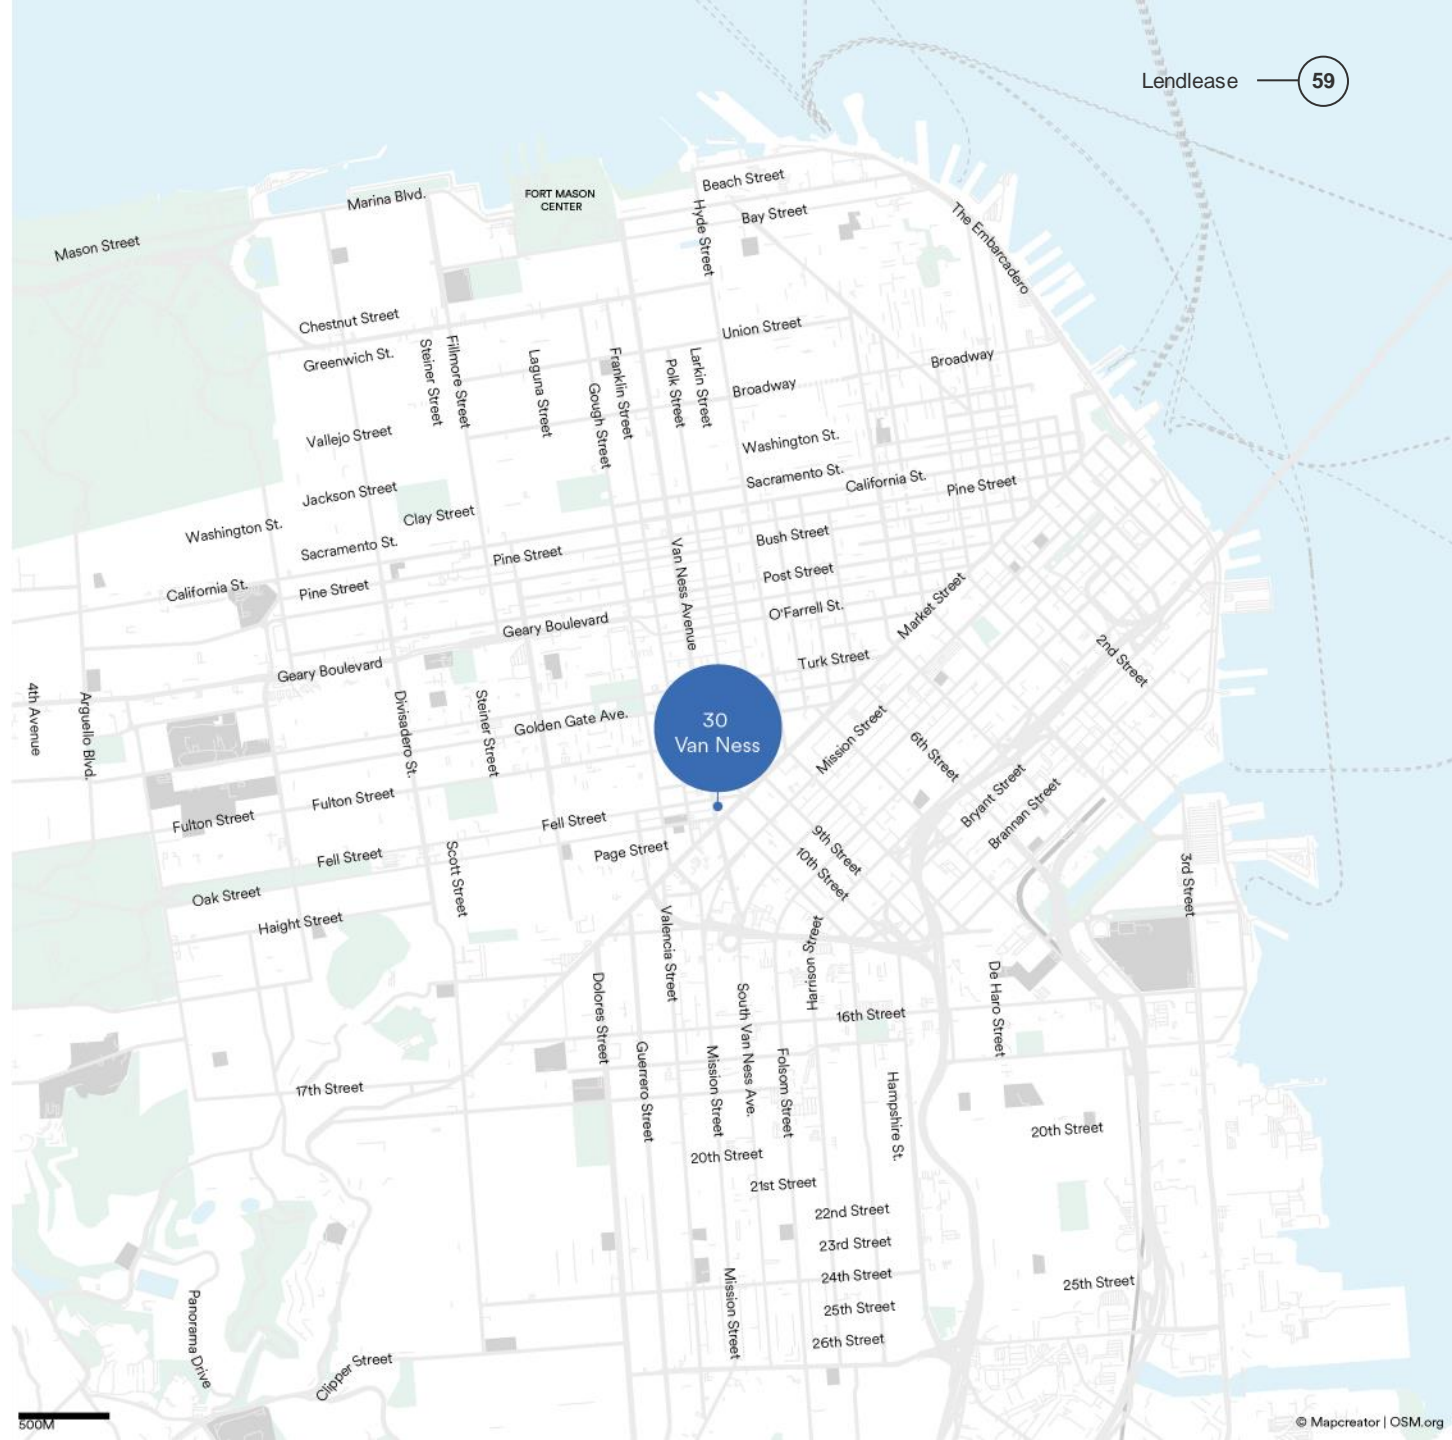 Lendlease
59
Beach Street
FORT MASON
CENTER
Marina Blvd.
Hyde Street
Bay Street
The Embarcadero
Mason Street
Chestnut Street
Union Street
Greenwich St.
Steiner Street
Fillmore Street
Laguna Street
Gough Street
Franklin Street
Polk Street
Larkin Street
Broadway
Broadway
Vallejo Street
Washington St.
Sacramento St.
California St.
Pine Street
Jackson Street
Clay Street
Washington St.
Sacramento St.
Pine Street
Van Ness Avenue
Bush Street
Post Street
O'Farrell St.
Market Street
California St.
Pine Street
Geary Boulevard
Turk Street
2nd Street
Geary Boulevard
4th Avenue
Arguello Blvd.
Divisadero St.
Steiner Street
Golden Gate Ave.
30
Van Ness
Mission Street
6th Street
Bryant Street
Brannan Street
Fulton Street
Fulton Street
Fell Street
Fell Street
Page Street
9th Street
10th Street
3rd Street
Scott Street
Oak Street
Haight Street
Valencia Street
Harrison Street
Dolores Street
South Van Ness Ave.
16th Street
De Haro Street
17th Street
Guerrero Street
Mission Street
Folsom Street
Hampshire St.
20th Street
20th Street
21st Street
22nd Street
23rd Street
24th Street
25th Street
25th Street
26th Street
Mission Street
Panorama Drive
Clipper Street
500M
© Mapcreator | OSM.org